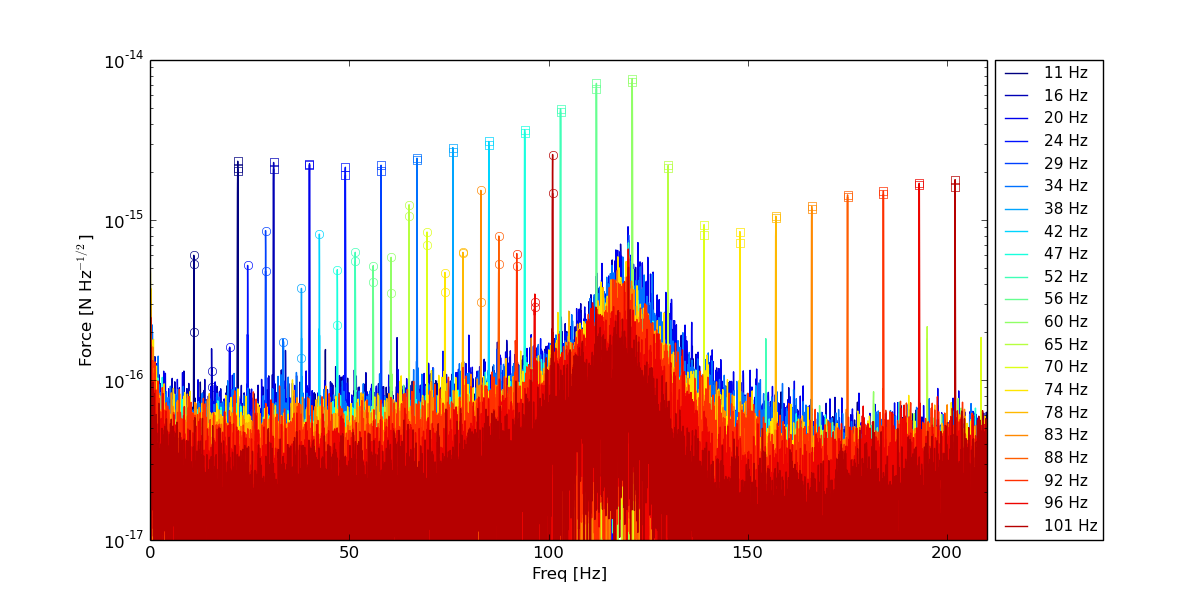 10^-14
10^-15
10^-16
10^-17
Force [N Hz^-1/2]
0
50
100
150
200
Freq [Hz]
11 Hz
16 Hz
20 Hz
24 Hz
29 Hz
34 Hz
38 Hz
42 Hz
47 Hz
52 Hz
56 Hz
60 Hz
65 Hz
70 Hz
74 Hz
78 Hz
83 Hz
88 Hz
92 Hz
96 Hz
101 Hz